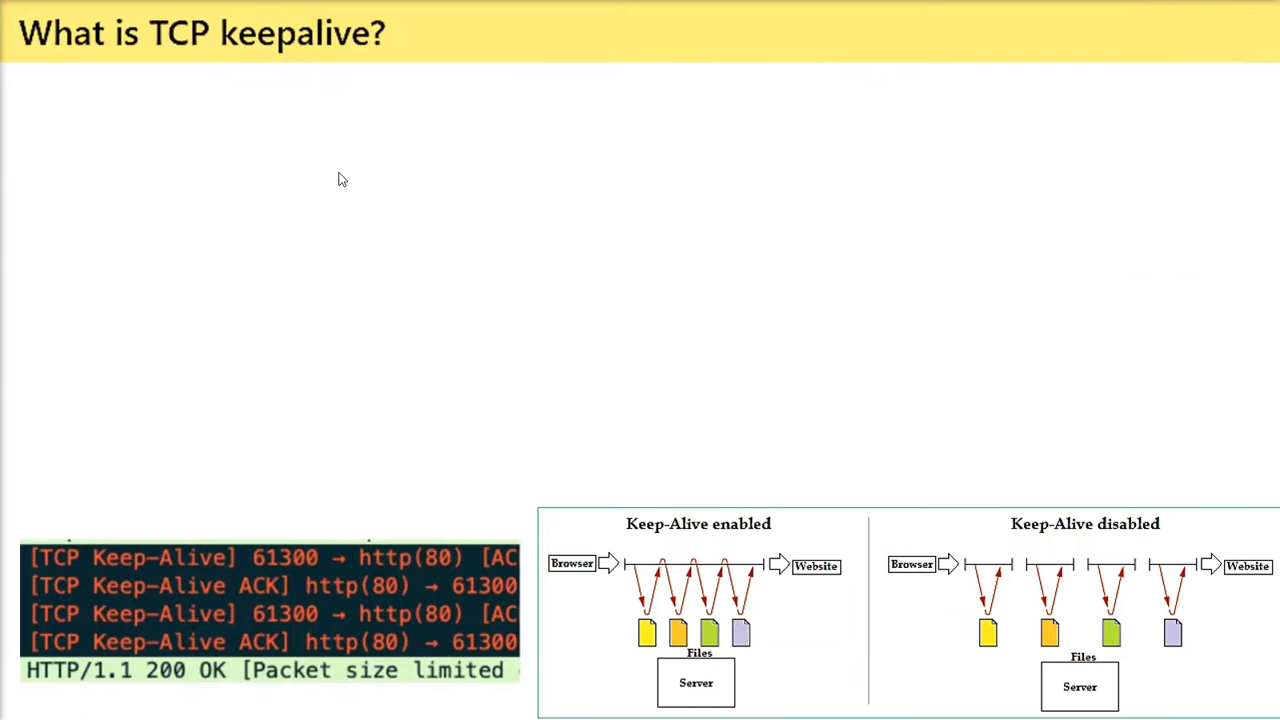 What is TCP keepalive?
[TCP Keep-Alive] 61300 → http(80) [AC
[TCP Keep-Alive ACK] http(80) → 61300
[TCP Keep-Alive] 61300 → http(80) [AC
[TCP Keep-Alive ACK] http(80) → 61300
HTTP/1.1 200 OK [Packet size limited
Keep-Alive enabled
Browser
Website
Files
Server
Keep-Alive disabled
Browser
Website
Files
Server